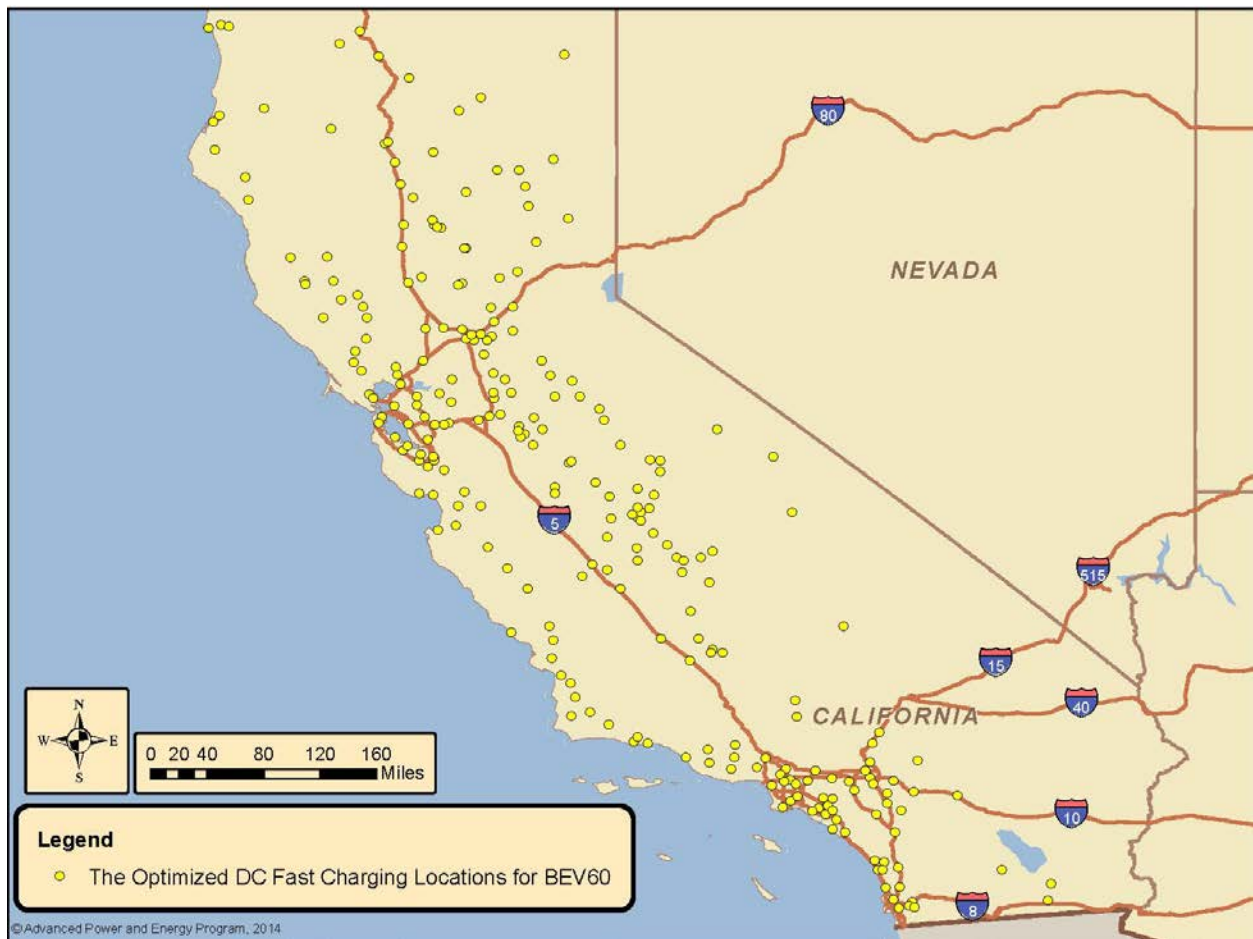 80
NEVADA
5
515
15
CALIFORNIA
40
N
W E
S
0 20 40 80 120 160
Miles
10
Legend
The Optimized DC Fast Charging Locations for BEV60
8
©Advanced Power and Energy Program, 2014